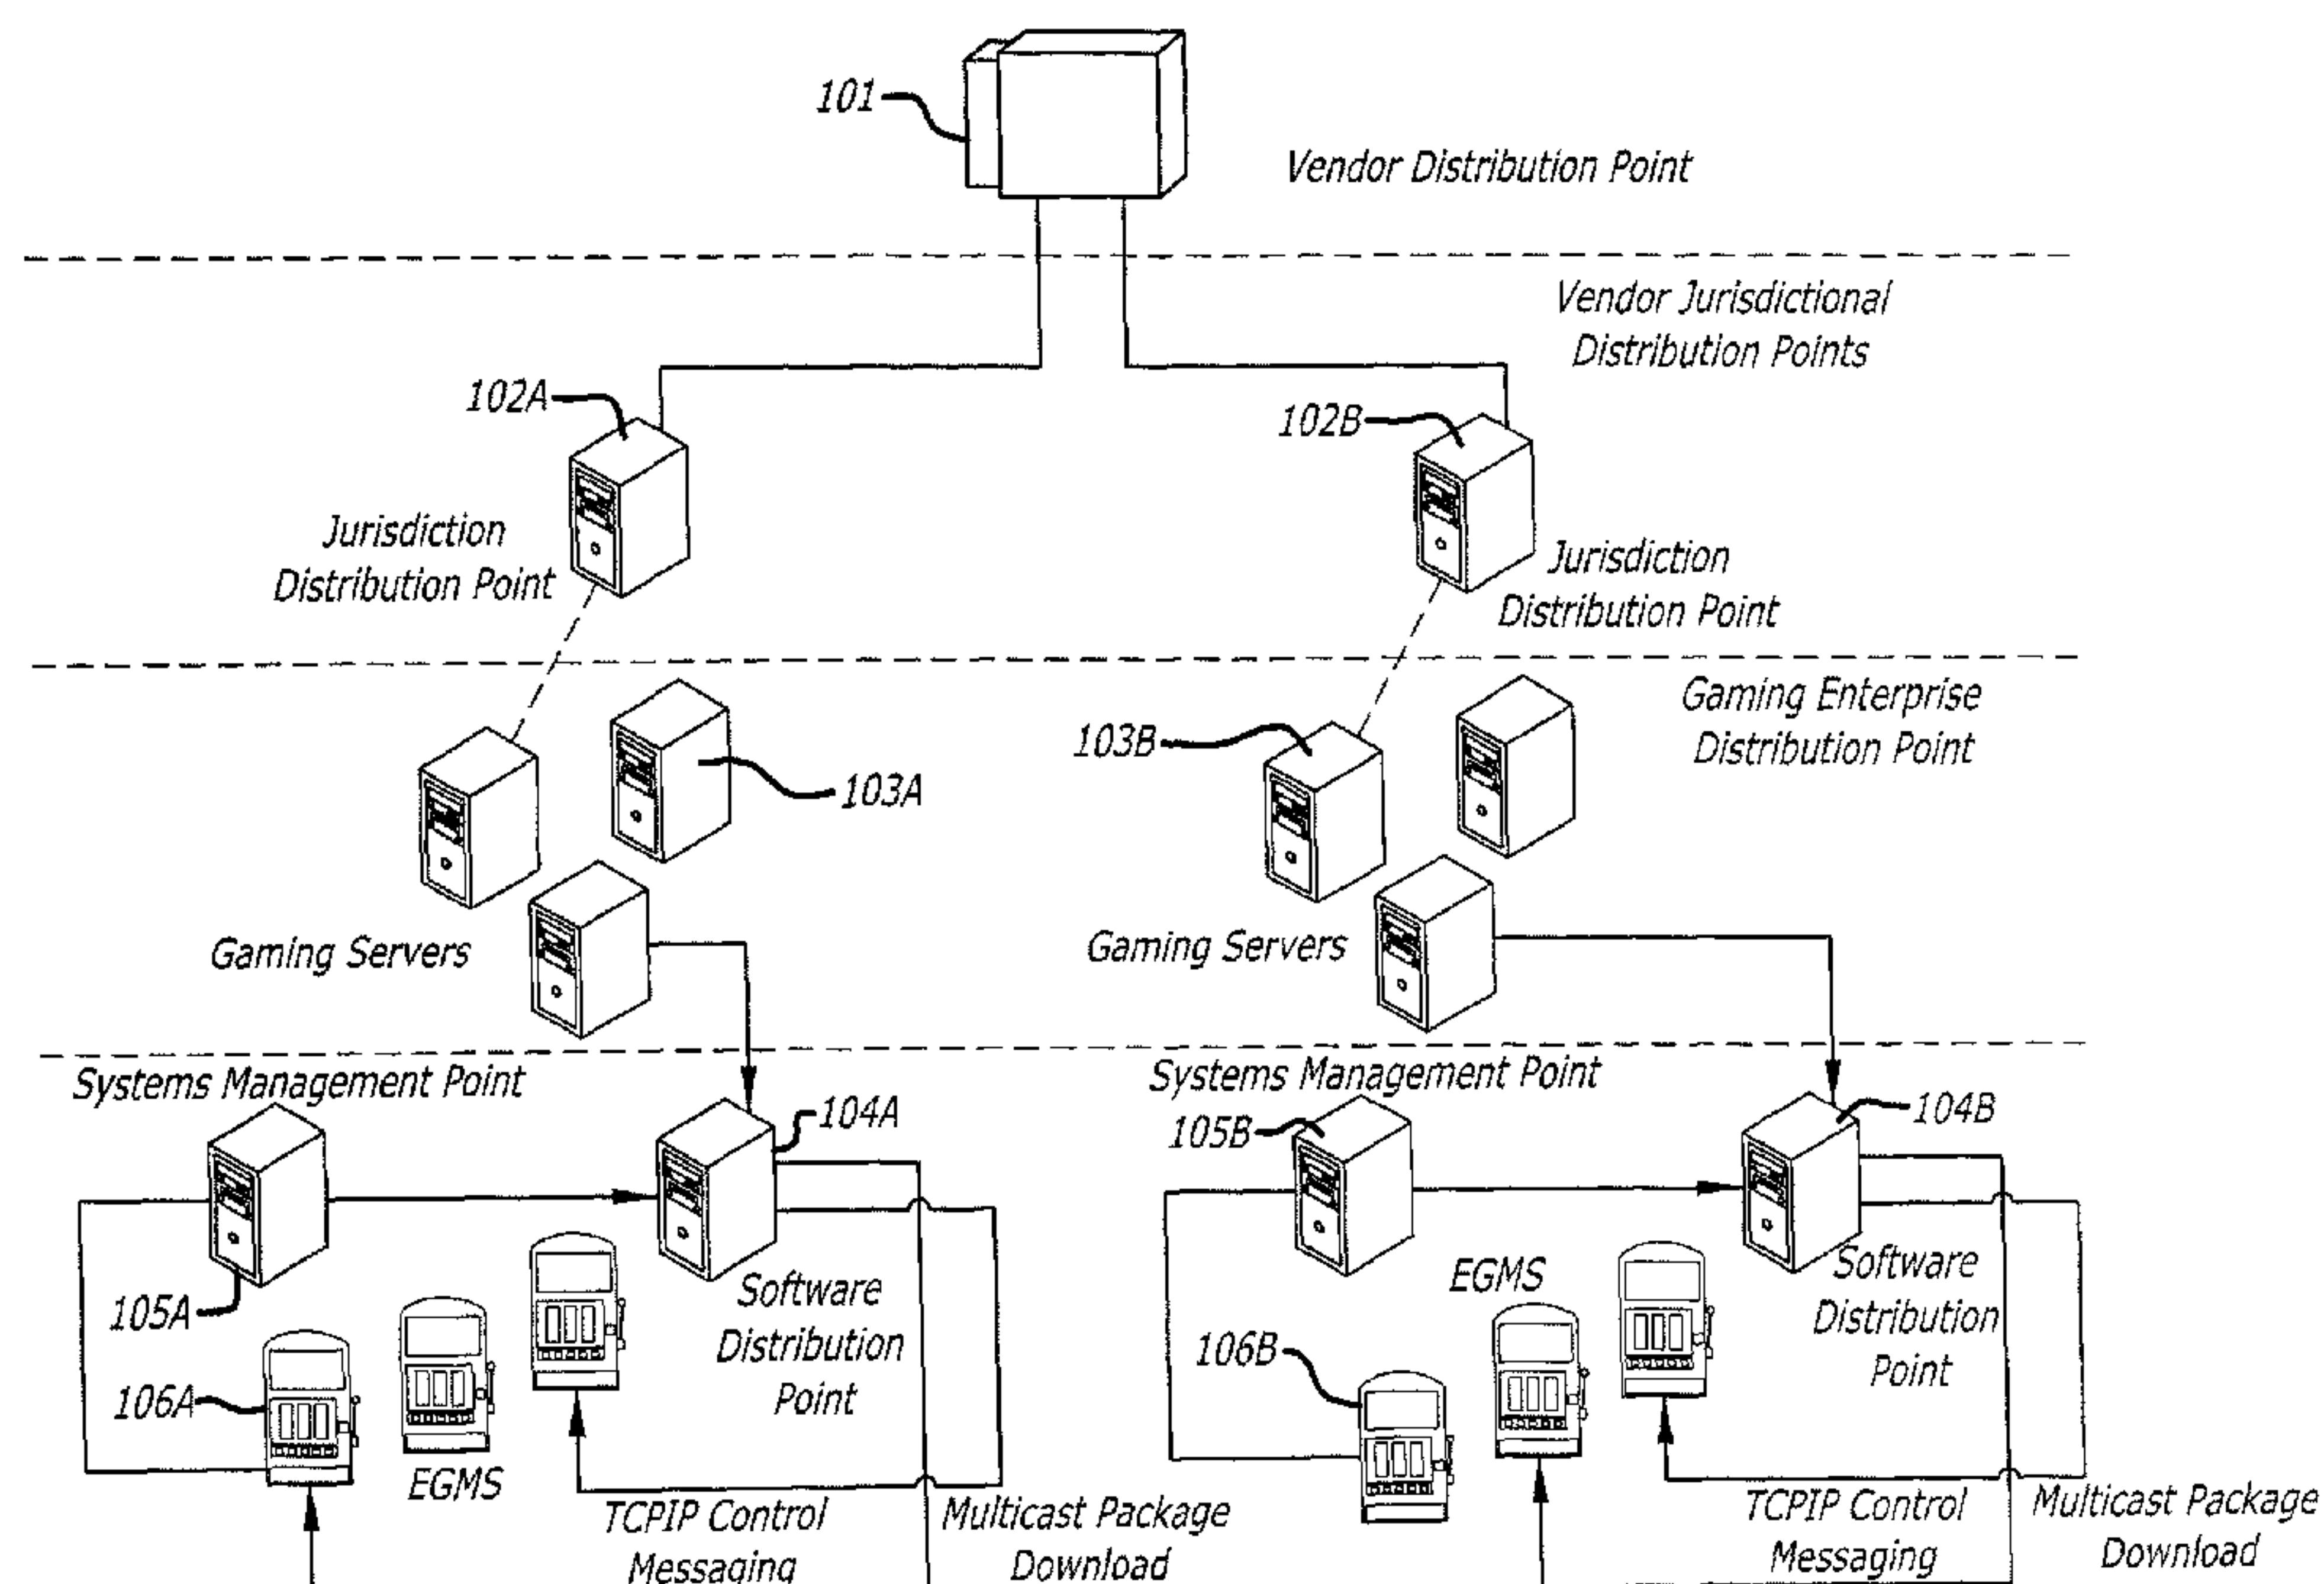 101
Vendor Distribution Point
Vendor Jurisdictional
Distribution Points
102A
102B
Jurisdiction
Distribution Point
Jurisdiction
Distribution Point
Gaming Enterprise
Distribution Point
103A
103B
Gaming Servers
Gaming Servers
Systems Management Point
Systems Management Point
104A
104B
105A
105B
Software
Distribution
Point
EGMS
Software
Distribution
Point
106A
106B
EGMS
TCPIP Control
Messaging
Multicast Package
Download
TCPIP Control
Messaging
Multicast Package
Download